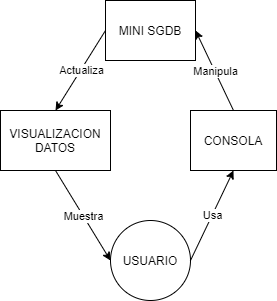 MINI SGDB
Actualiza
Manipula
VISUALIZACION
DATOS
CONSOLA
Muestra
Usa
USUARIO